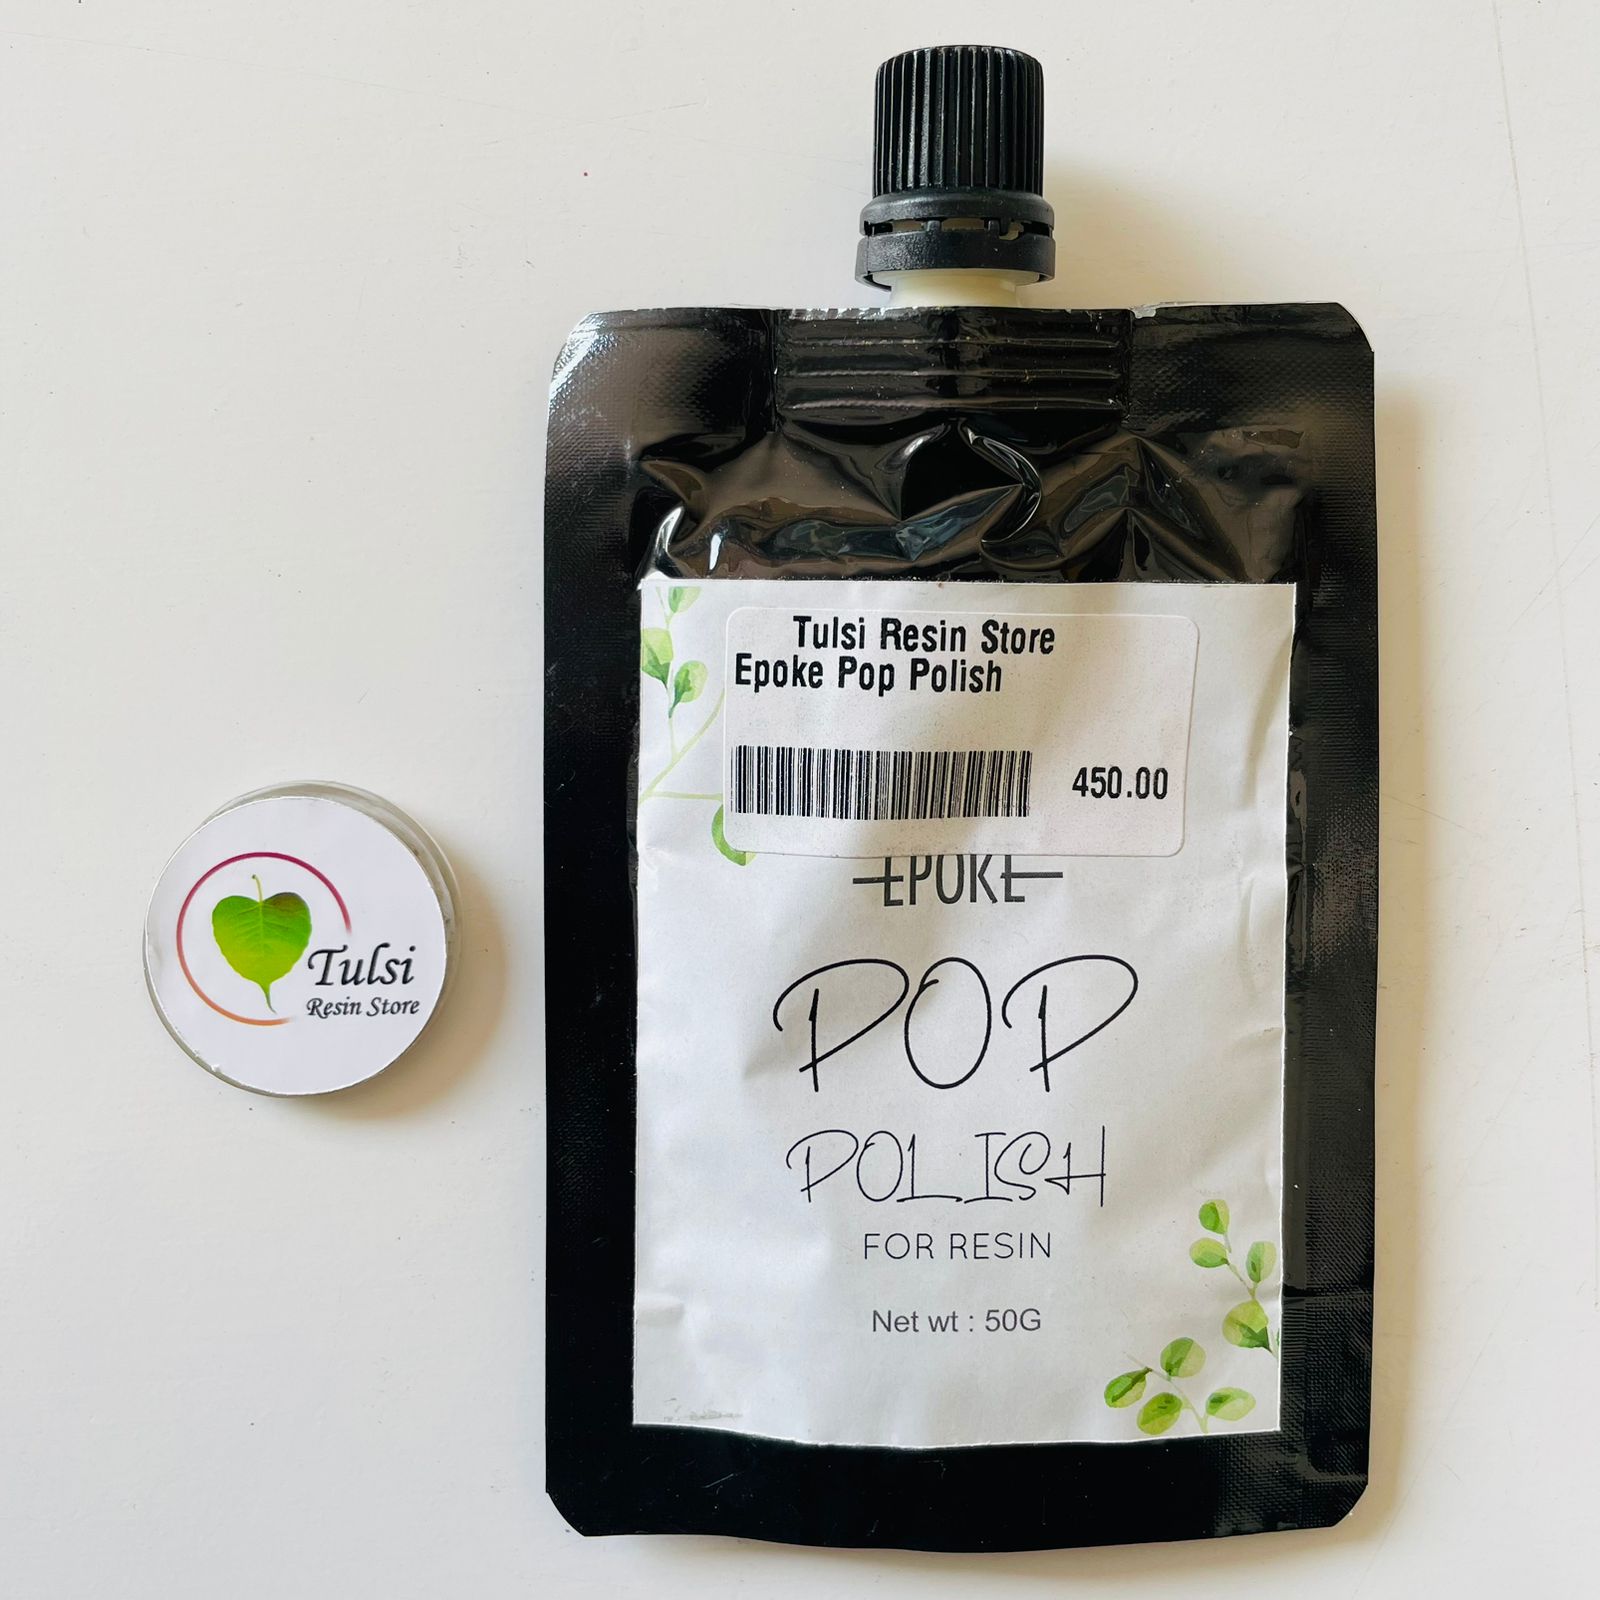 Tulsi Resin Store
Epoke Pop Polish
450.00
EPOKE
POP
POLISH
FOR RESIN
Net wt : 50G
Tulsi
Resin Store